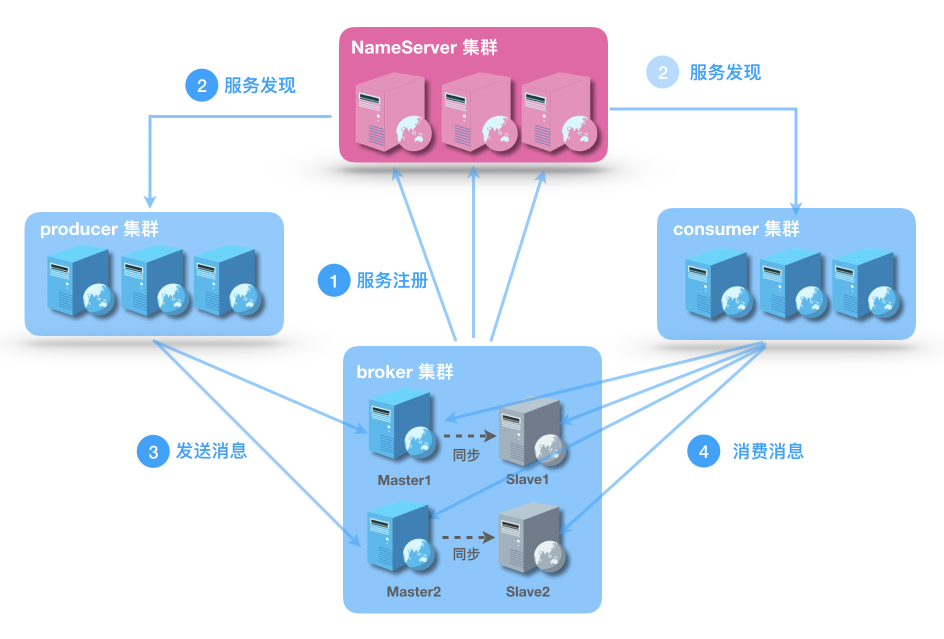 NameServer 集群
2 服务发现
2 服务发现
producer 集群
consumer 集群
1 服务注册
broker 集群
3 发送消息
4 消费消息
同步
Master1
Slave1
同步
Master2
Slave2